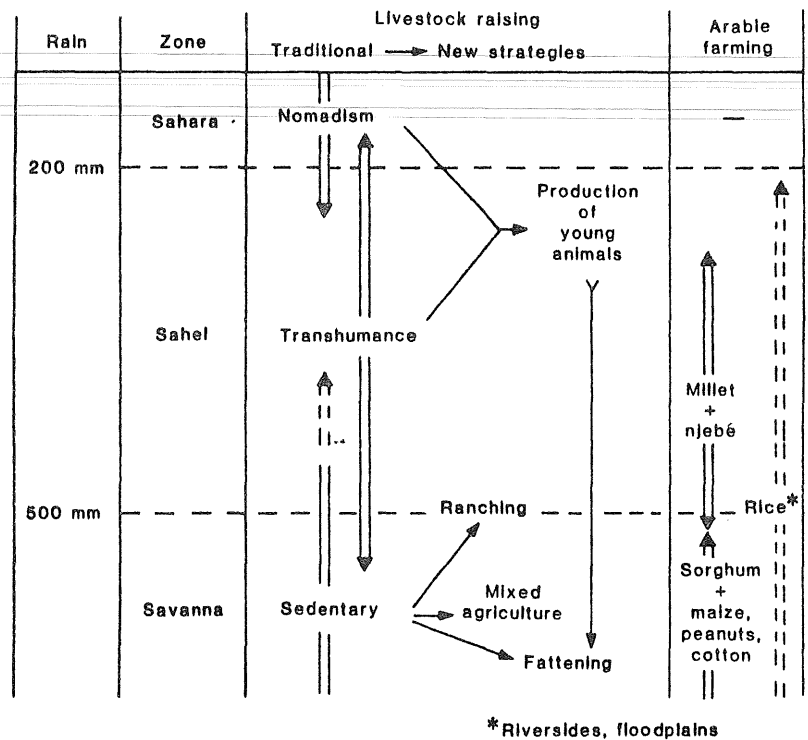 Livestock raising
Arable
farming
Rain
Zone
Traditional → New strategies
Sahara
Nomadism
—
200 mm
Production
of
young
animals
Sahel
Transhumance
Millet
+
njebé
500 mm
Ranching
Rice*
Savanna
Sedentary
Mixed
agriculture
Fattening
Sorghum
+
maize,
peanuts,
cotton
*Riversides, floodplains